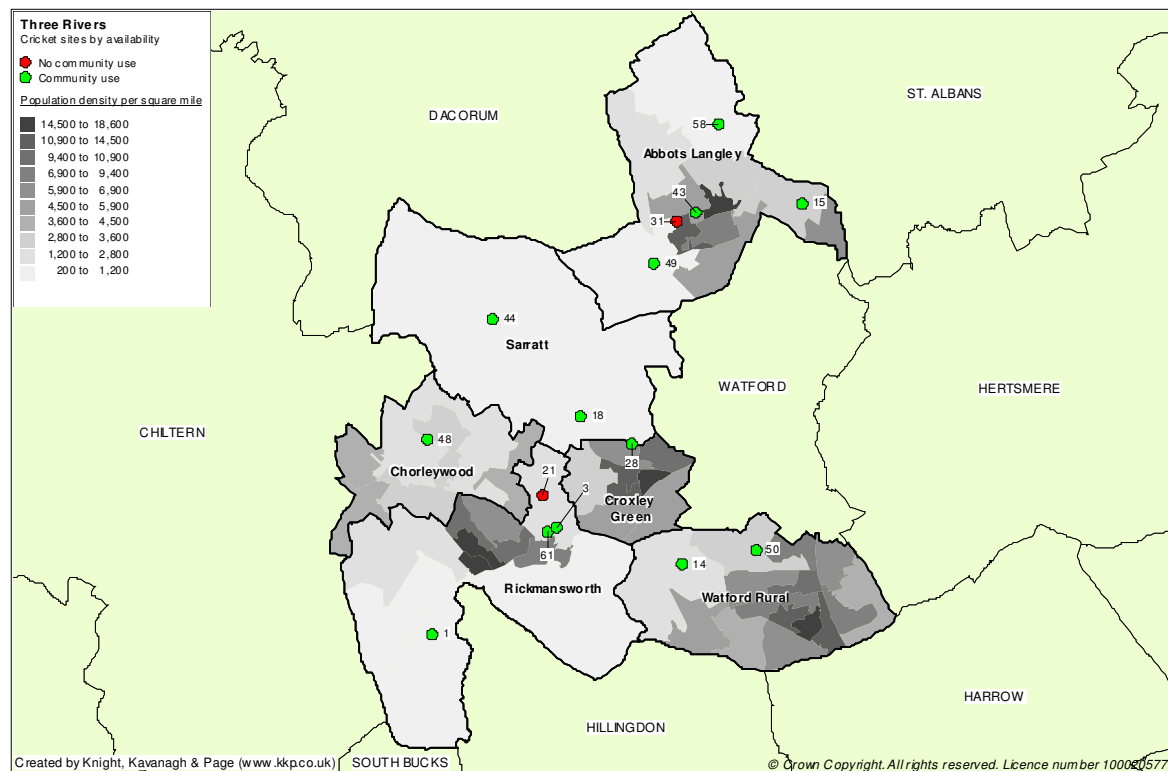 Three Rivers
Cricket sites by availability
No community use
Community use
Population density per square mile
14,500 to 18,600
10,900 to 14,500
9,400 to 10,900
6,900 to 9,400
5,900 to 6,900
4,500 to 5,900
3,600 to 4,500
2,800 to 3,600
1,200 to 2,800
200 to 1,200
ST. ALBANS
DACORUM
58
Abbots Langley
43
15
31
49
44
Sarratt
WATFORD
HERTSMERE
18
CHILTERN
48
28
21
Chorleywood
3
Croxley
Green
50
61
14
Rickmansworth
Watford Rural
1
HARROW
HILLINGDON
Created by Knight, Kavanagh & Page (www.kkp.co.uk)
SOUTH BUCKS
© Crown Copyright. All rights reserved. Licence number 100020577